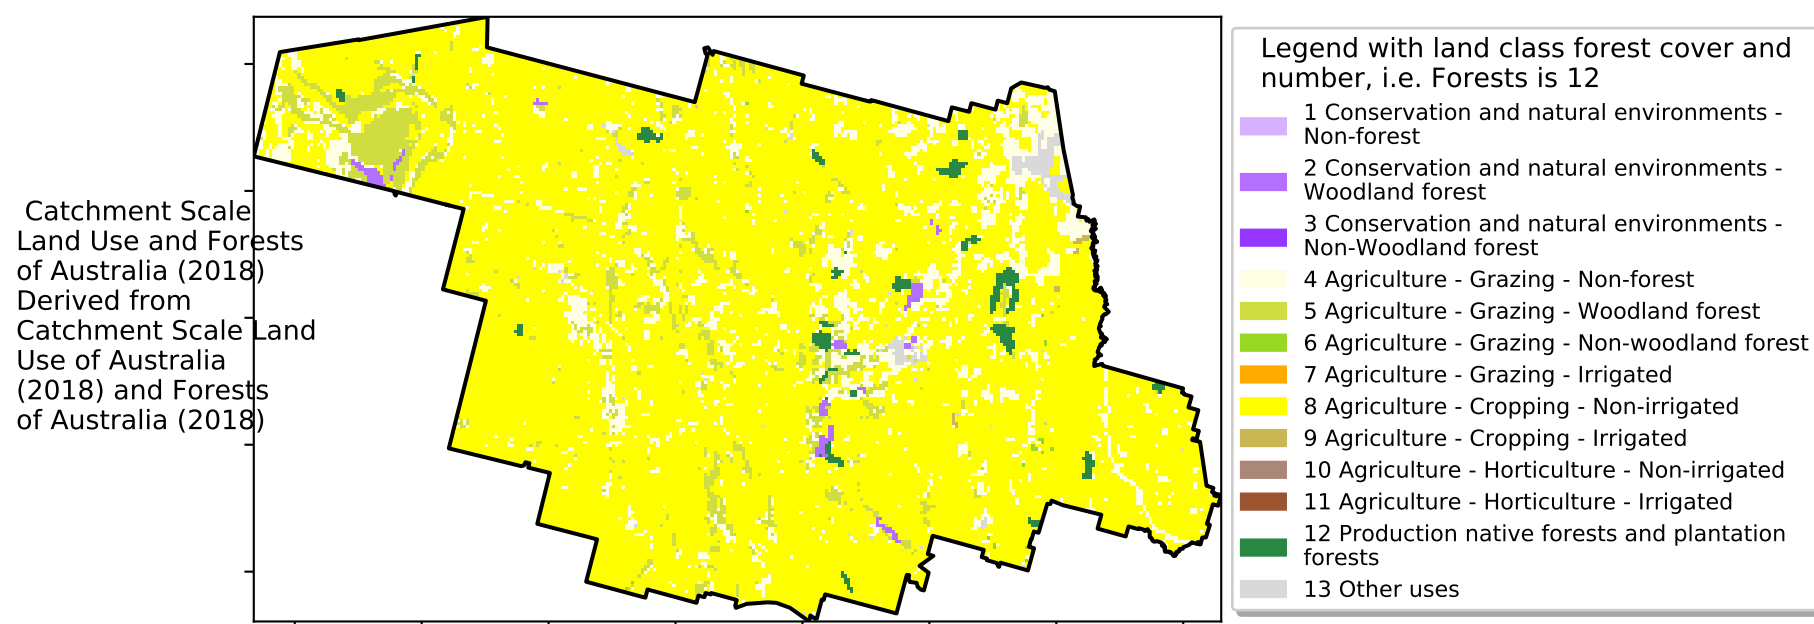 Catchment Scale
Land Use and Forests
of Australia (2018)
Derived from
Catchment Scale Land
Use of Australia
(2018) and Forests
of Australia (2018)
Legend with land class forest cover and
number, i.e. Forests is 12
1 Conservation and natural environments -
Non-forest
2 Conservation and natural environments -
Woodland forest
3 Conservation and natural environments -
Non-Woodland forest
4 Agriculture - Grazing - Non-forest
5 Agriculture - Grazing - Woodland forest
6 Agriculture - Grazing - Non-woodland forest
7 Agriculture - Grazing - Irrigated
8 Agriculture - Cropping - Non-irrigated
9 Agriculture - Cropping - Irrigated
10 Agriculture - Horticulture - Non-irrigated
11 Agriculture - Horticulture - Irrigated
12 Production native forests and plantation
forests
13 Other uses